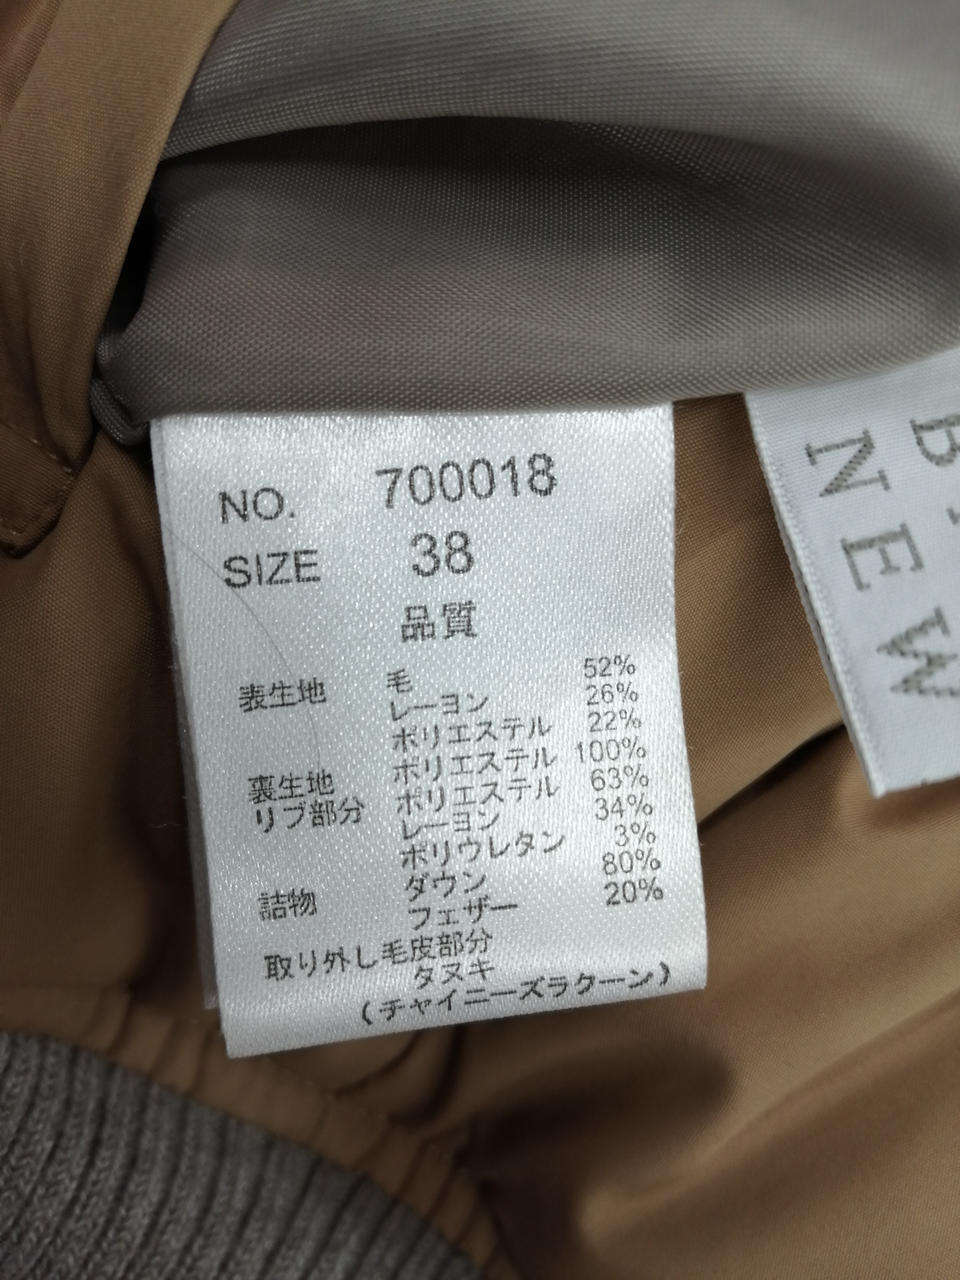 NO. 700018
SIZE 38
品質
表生地 毛 52%
レーヨン 26%
ポリエステル 22%
裏生地 ポリエステル 100%
リブ部分 ポリエステル 63%
レーヨン 34%
ポリウレタン 3%
詰物 ダウン 80%
フェザー 20%
取り外し毛皮部分
タヌキ
(チャイニーズラクーン)
NEW